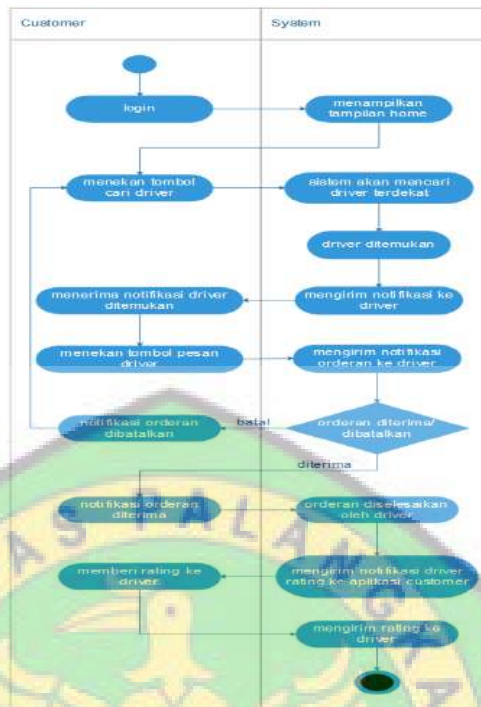 Customer
System
login
menampilkan
tampilan home
menekan tombol
cari driver
sistem akan mencari
driver terdekat
driver ditemukan
mengirim notifikasi ke
driver
menerima notifikasi driver
ditemukan
menekan tombol pesan
driver
mengirim notifikasi
orderan ke driver
orderan diterima/
dibatalkan
batal
notifikasi orderan
dibatalkan
diterima
notifikasi orderan
diterima
orderan diselesaikan
oleh driver
mengirim notifikasi driver
rating ke aplikasi customer
memberi rating ke
driver
mengirim rating ke
driver
AS PALANGKA